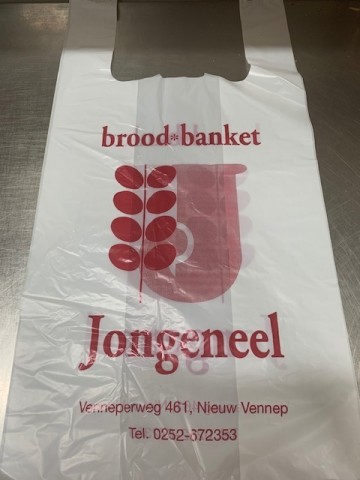 brood*banket
Jongeneel
Venneperweg 461, Nieuw Vennep
Tel. 0252-672353